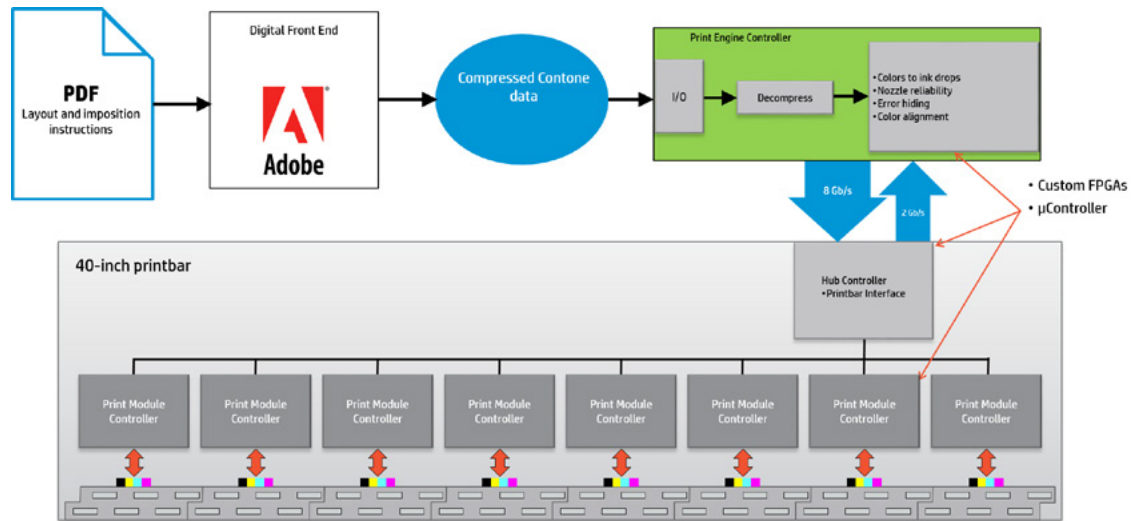 PDF
Layout and imposition
instructions
Digital Front End
Adobe
Compressed Contone
data
Print Engine Controller
I/O
Decompress
•Colors to ink drops
•Nozzle reliability
•Error hiding
•Color alignment
8 Gb/s
2 Gb/s
• Custom FPGAs
• µController
40-inch printbar
Hub Controller
•Printbar Interface
Print Module
Controller
Print Module
Controller
Print Module
Controller
Print Module
Controller
Print Module
Controller
Print Module
Controller
Print Module
Controller
Print Module
Controller